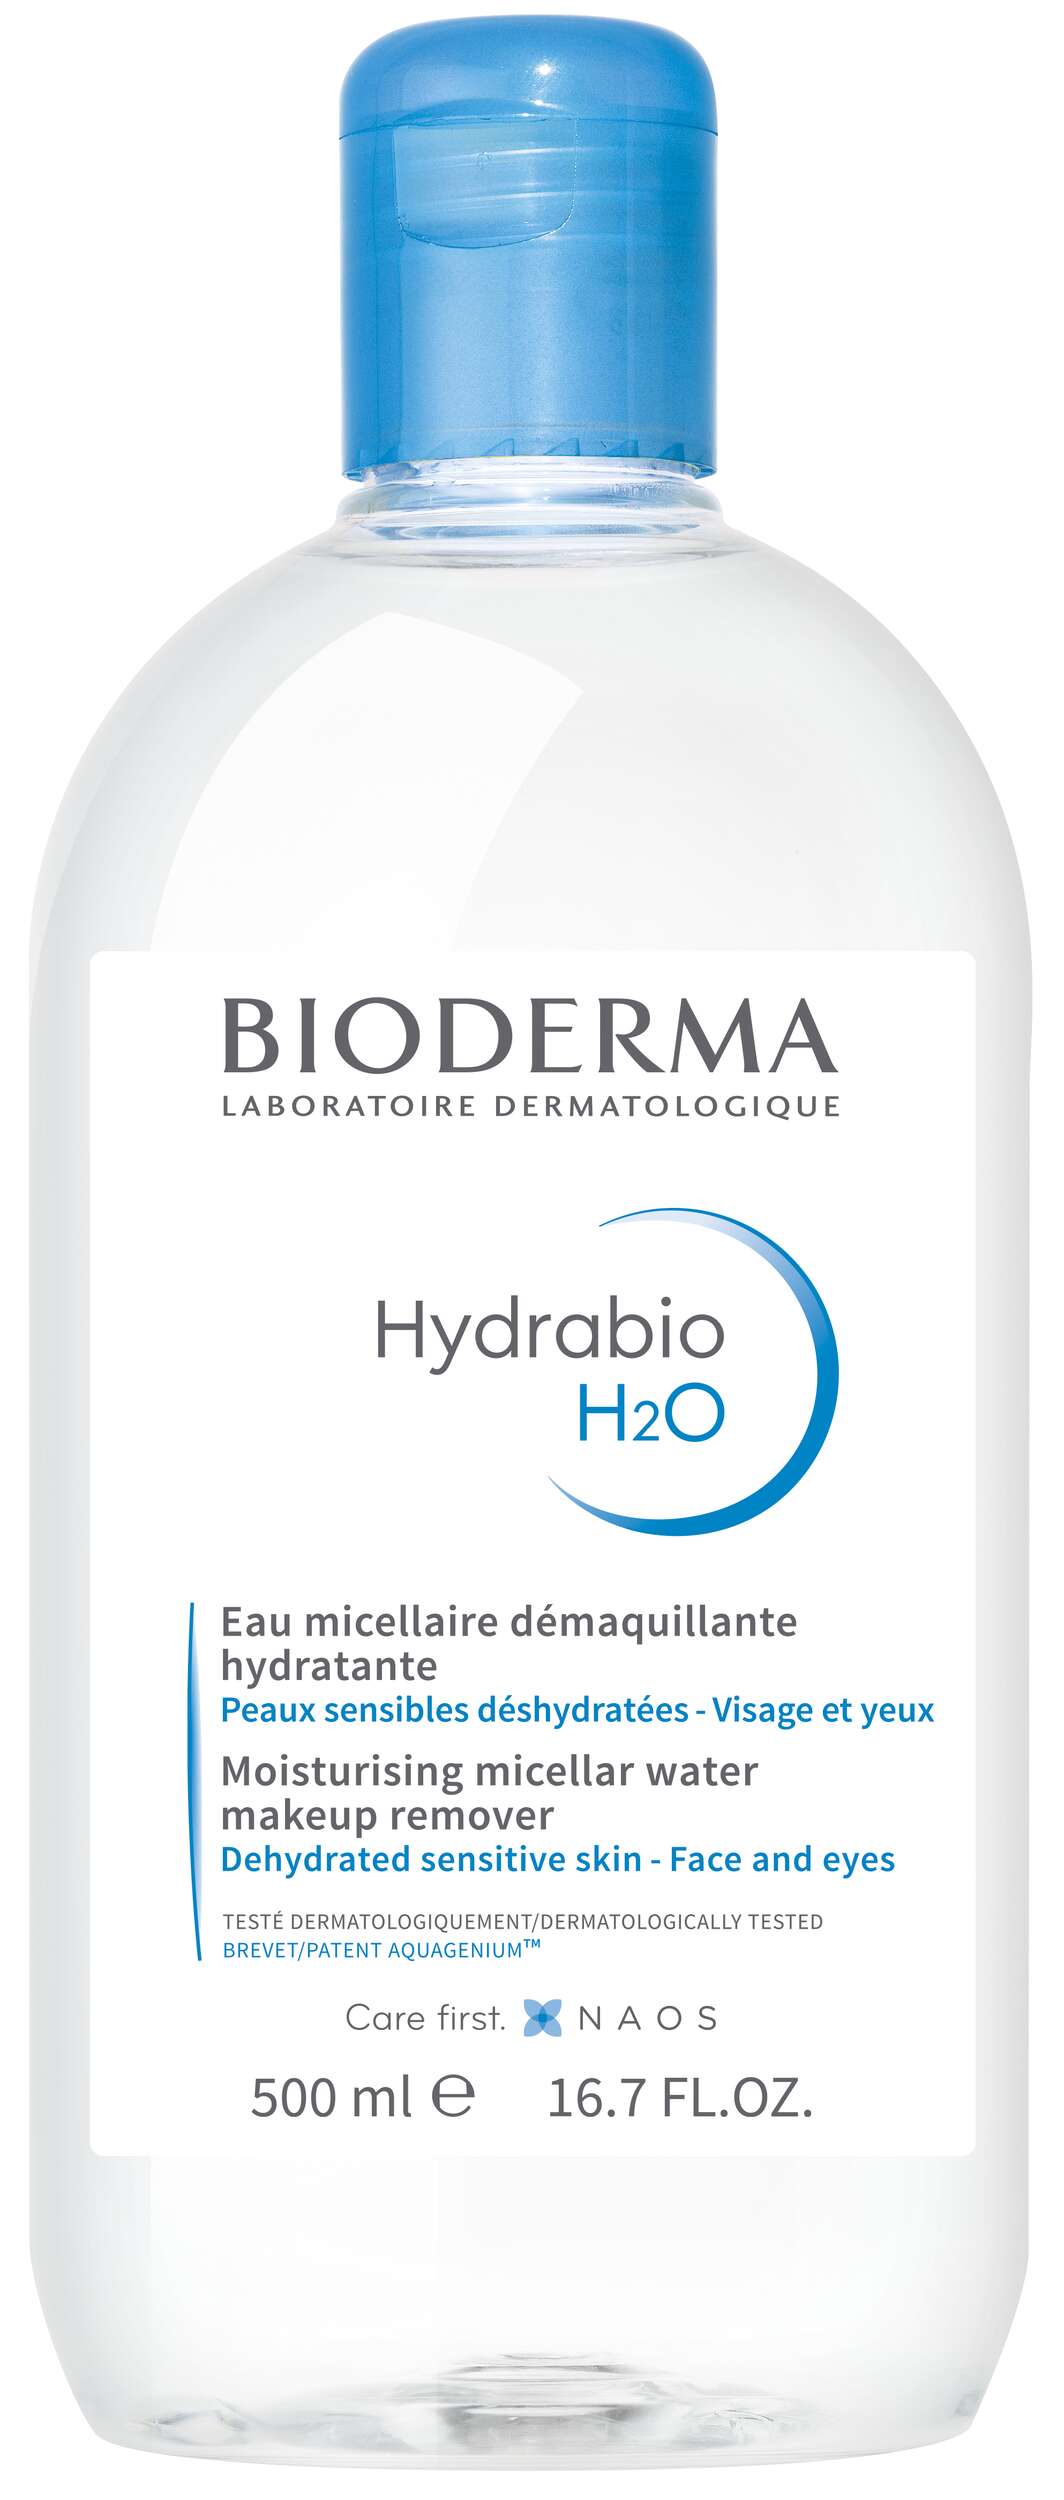 BIODERMA
LABORATOIRE DERMATOLOGIQUE
Hydrabio
H2O
Eau micellaire démaquillante
hydratante
Peaux sensibles déshydratées - Visage et yeux
Moisturising micellar water
makeup remover
Dehydrated sensitive skin - Face and eyes
TESTÉ DERMATOLOGIQUEMENT/DERMATOLOGICALLY TESTED
BREVET/PATENT AQUAGENIUM™
Care first. NAOS
500 ml ℮ 16.7 FL.OZ.